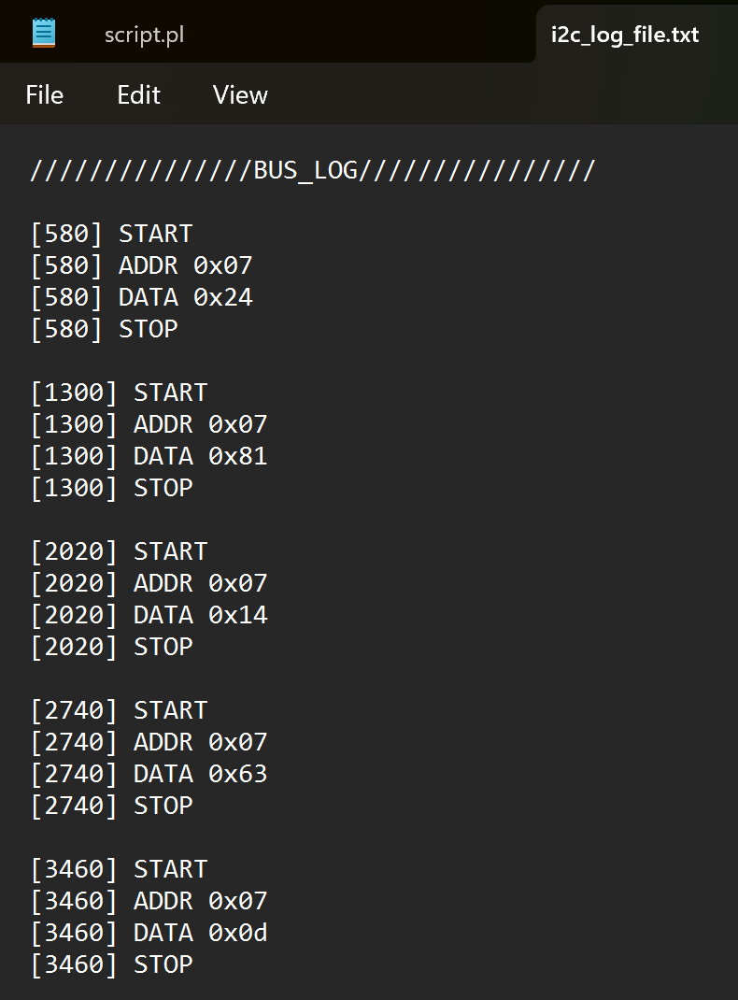 script.pl
i2c_log_file.txt
File Edit View
///////////////BUS_LOG////////////////
[580] START
[580] ADDR 0x07
[580] DATA 0x24
[580] STOP
[1300] START
[1300] ADDR 0x07
[1300] DATA 0x81
[1300] STOP
[2020] START
[2020] ADDR 0x07
[2020] DATA 0x14
[2020] STOP
[2740] START
[2740] ADDR 0x07
[2740] DATA 0x63
[2740] STOP
[3460] START
[3460] ADDR 0x07
[3460] DATA 0x0d
[3460] STOP